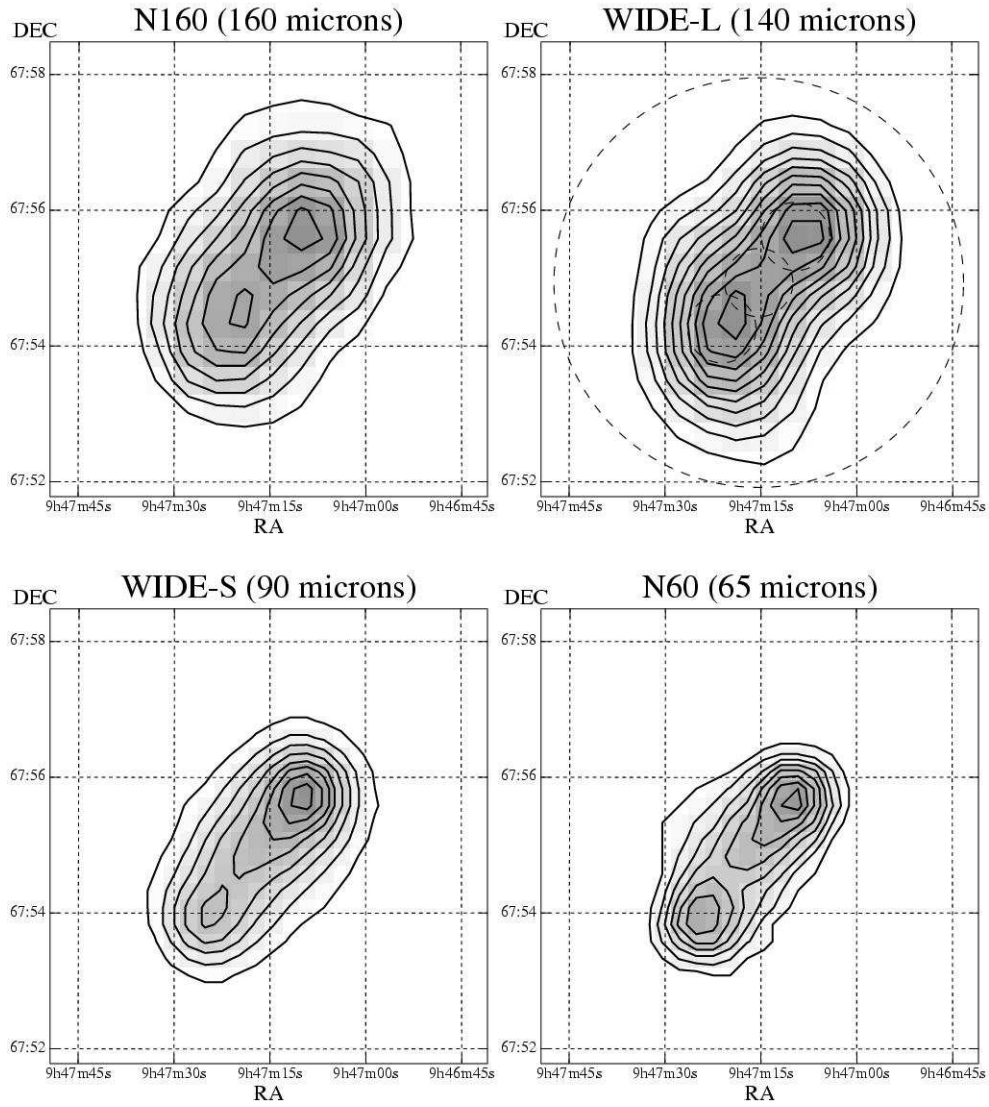 N160 (160 microns)
DEC
67:58
67:56
67:54
67:52
9h47m45s 9h47m30s 9h47m15s 9h47m00s 9h46m45s
RA
WIDE-L (140 microns)
DEC
67:58
67:56
67:54
67:52
9h47m45s 9h47m30s 9h47m15s 9h47m00s 9h46m45s
RA
WIDE-S (90 microns)
DEC
67:58
67:56
67:54
67:52
9h47m45s 9h47m30s 9h47m15s 9h47m00s 9h46m45s
RA
N60 (65 microns)
DEC
67:58
67:56
67:54
67:52
9h47m45s 9h47m30s 9h47m15s 9h47m00s 9h46m45s
RA